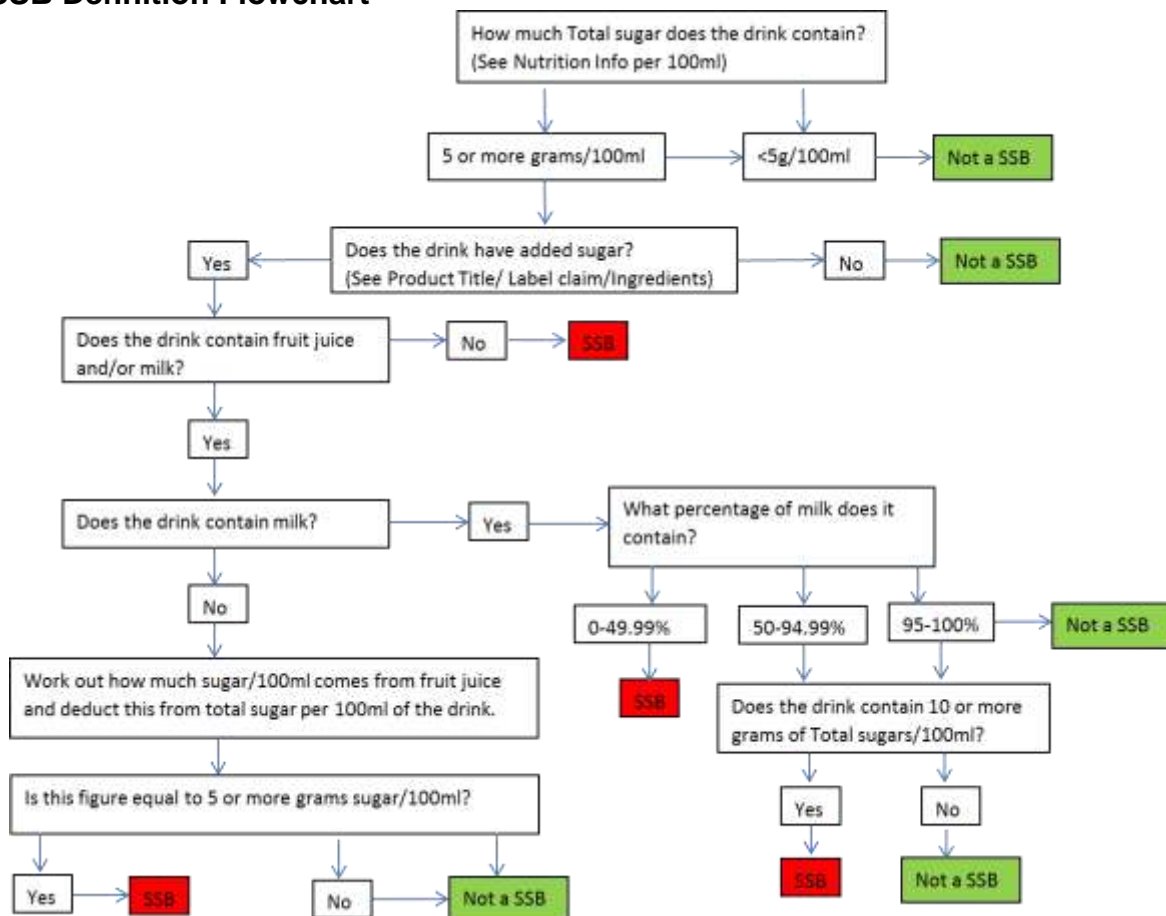 SSB Definition Flowchart
How much Total sugar does the drink contain?
(See Nutrition Info per 100ml)
5 or more grams/100ml
<5g/100ml
Not a SSB
Yes
Does the drink have added sugar?
(See Product Title/ Label claim/Ingredients)
No
Not a SSB
Does the drink contain fruit juice
and/or milk?
No
SSB
Yes
Does the drink contain milk?
Yes
What percentage of milk does it
contain?
No
0-49.99%
50-94.99%
95-100%
Not a SSB
Work out how much sugar/100ml comes from fruit juice
and deduct this from total sugar per 100ml of the drink.
SSB
Does the drink contain 10 or more
grams of Total sugars/100ml?
Is this figure equal to 5 or more grams sugar/100ml?
Yes
No
Yes
SSB
No
Not a SSB
SSB
Not a SSB